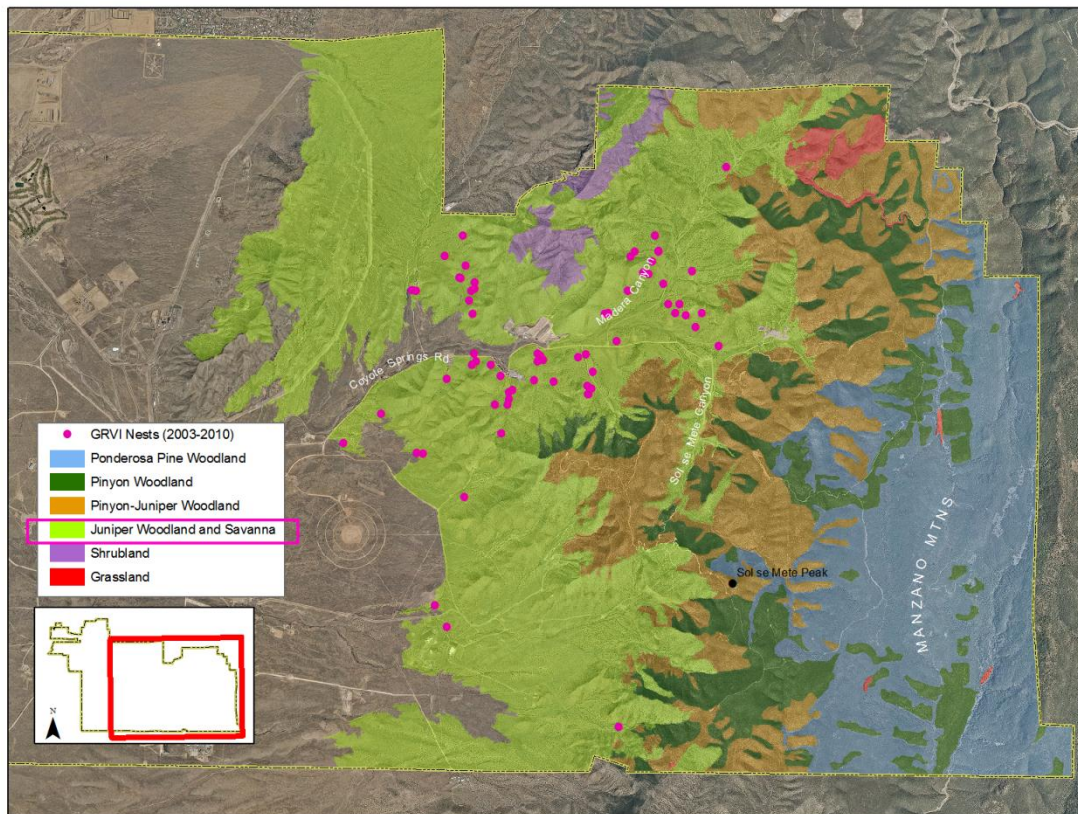 Madera Canyon
Coyote Springs Rd
Sol se Mete Canyon
GRVI Nests (2003-2010)
Ponderosa Pine Woodland
Pinyon Woodland
Pinyon-Juniper Woodland
Juniper Woodland and Savanna
Shrubland
Grassland
Sol se Mete Peak
MANZANO MTNS
N